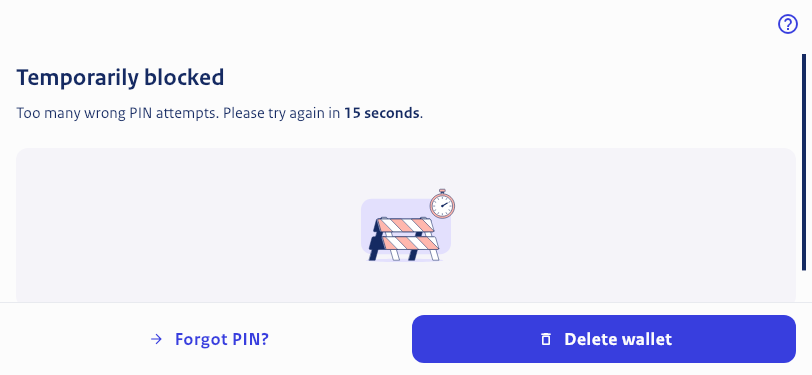 Temporarily blocked
Too many wrong PIN attempts. Please try again in 15 seconds.
Forgot PIN?
Delete wallet